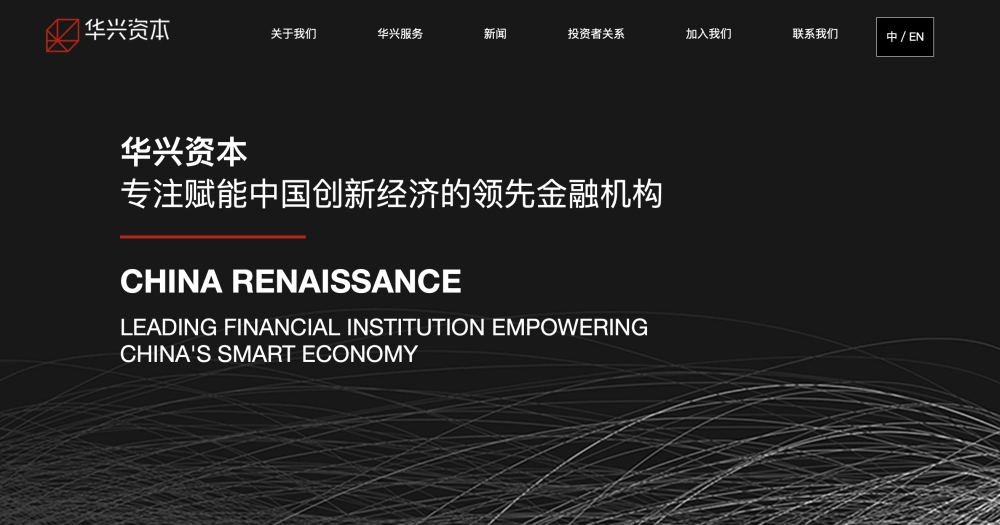 华兴资本
关于我们 华兴服务 新闻 投资者关系 加入我们 联系我们 中 / EN
华兴资本
专注赋能中国创新经济的领先金融机构
CHINA RENAISSANCE
LEADING FINANCIAL INSTITUTION EMPOWERING
CHINA'S SMART ECONOMY